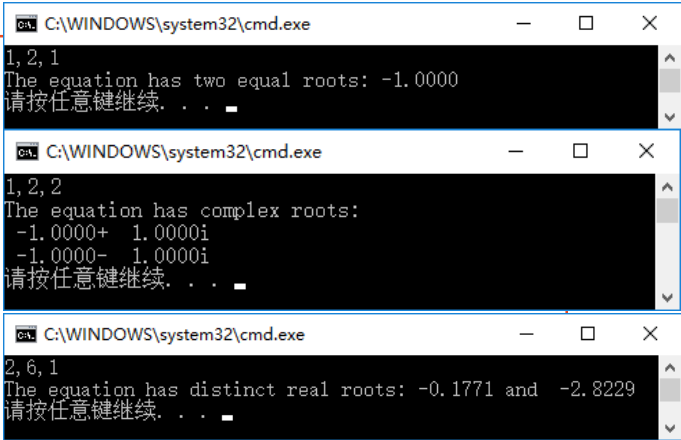 C:\WINDOWS\system32\cmd.exe
1,2,1
The equation has two equal roots: -1.0000
请按任意键继续. . .
C:\WINDOWS\system32\cmd.exe
1,2,2
The equation has complex roots:
 -1.0000+  1.0000i
 -1.0000-  1.0000i
请按任意键继续. . .
C:\WINDOWS\system32\cmd.exe
2,6,1
The equation has distinct real roots: -0.1771 and  -2.8229
请按任意键继续. . .